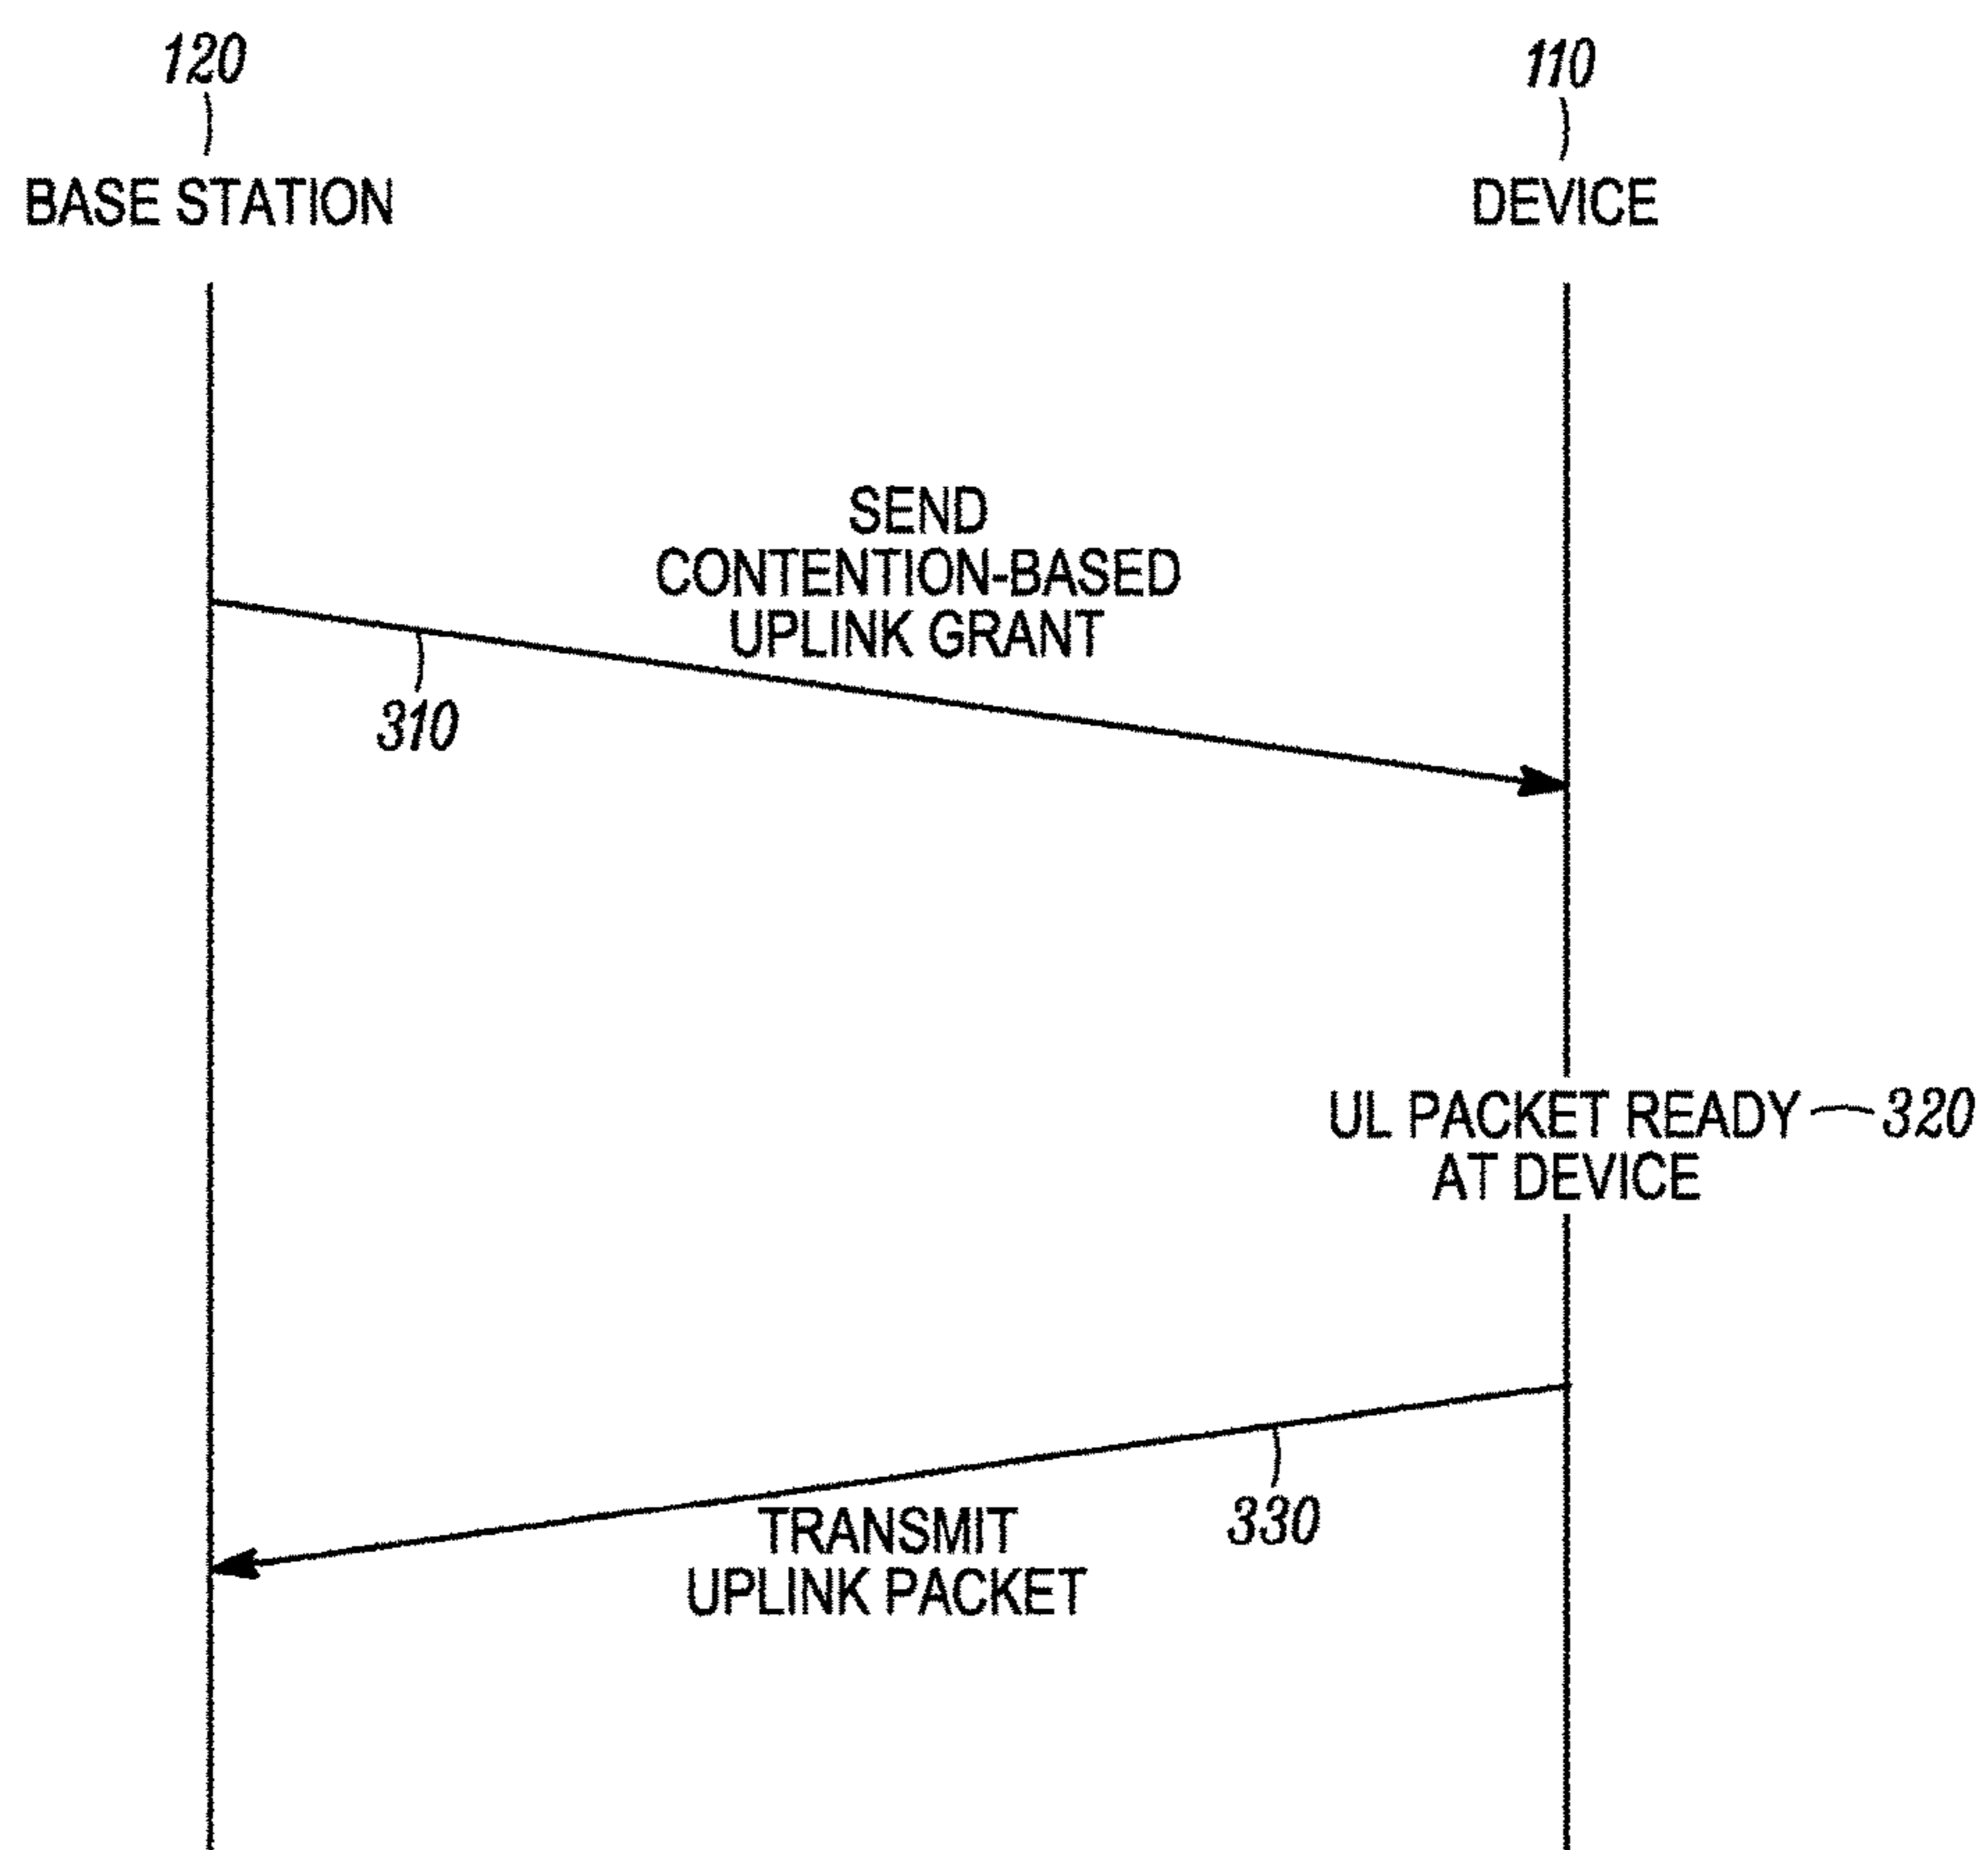 120
110
BASE STATION
DEVICE
SEND
CONTENTION-BASED
UPLINK GRANT
310
UL PACKET READY 320
AT DEVICE
330
TRANSMIT
UPLINK PACKET